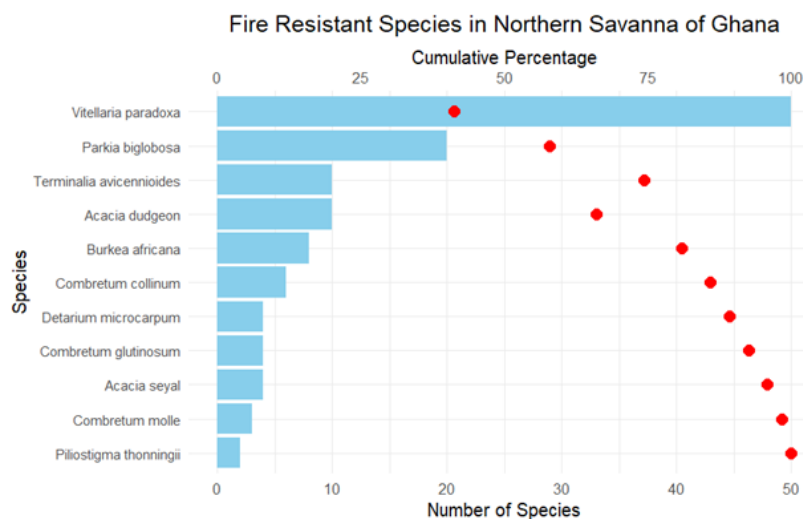 Fire Resistant Species in Northern Savanna of Ghana
Cumulative Percentage
0 25 50 75 100
Vitellaria paradoxa
Parkia biglobosa
Terminalia avicennioides
Acacia dudgeon
Burkea africana
Combretum collinum
Detarium microcarpum
Combretum glutinosum
Acacia seyal
Combretum molle
Piliostigma thonningii
Species
0 10 20 30 40 50
Number of Species